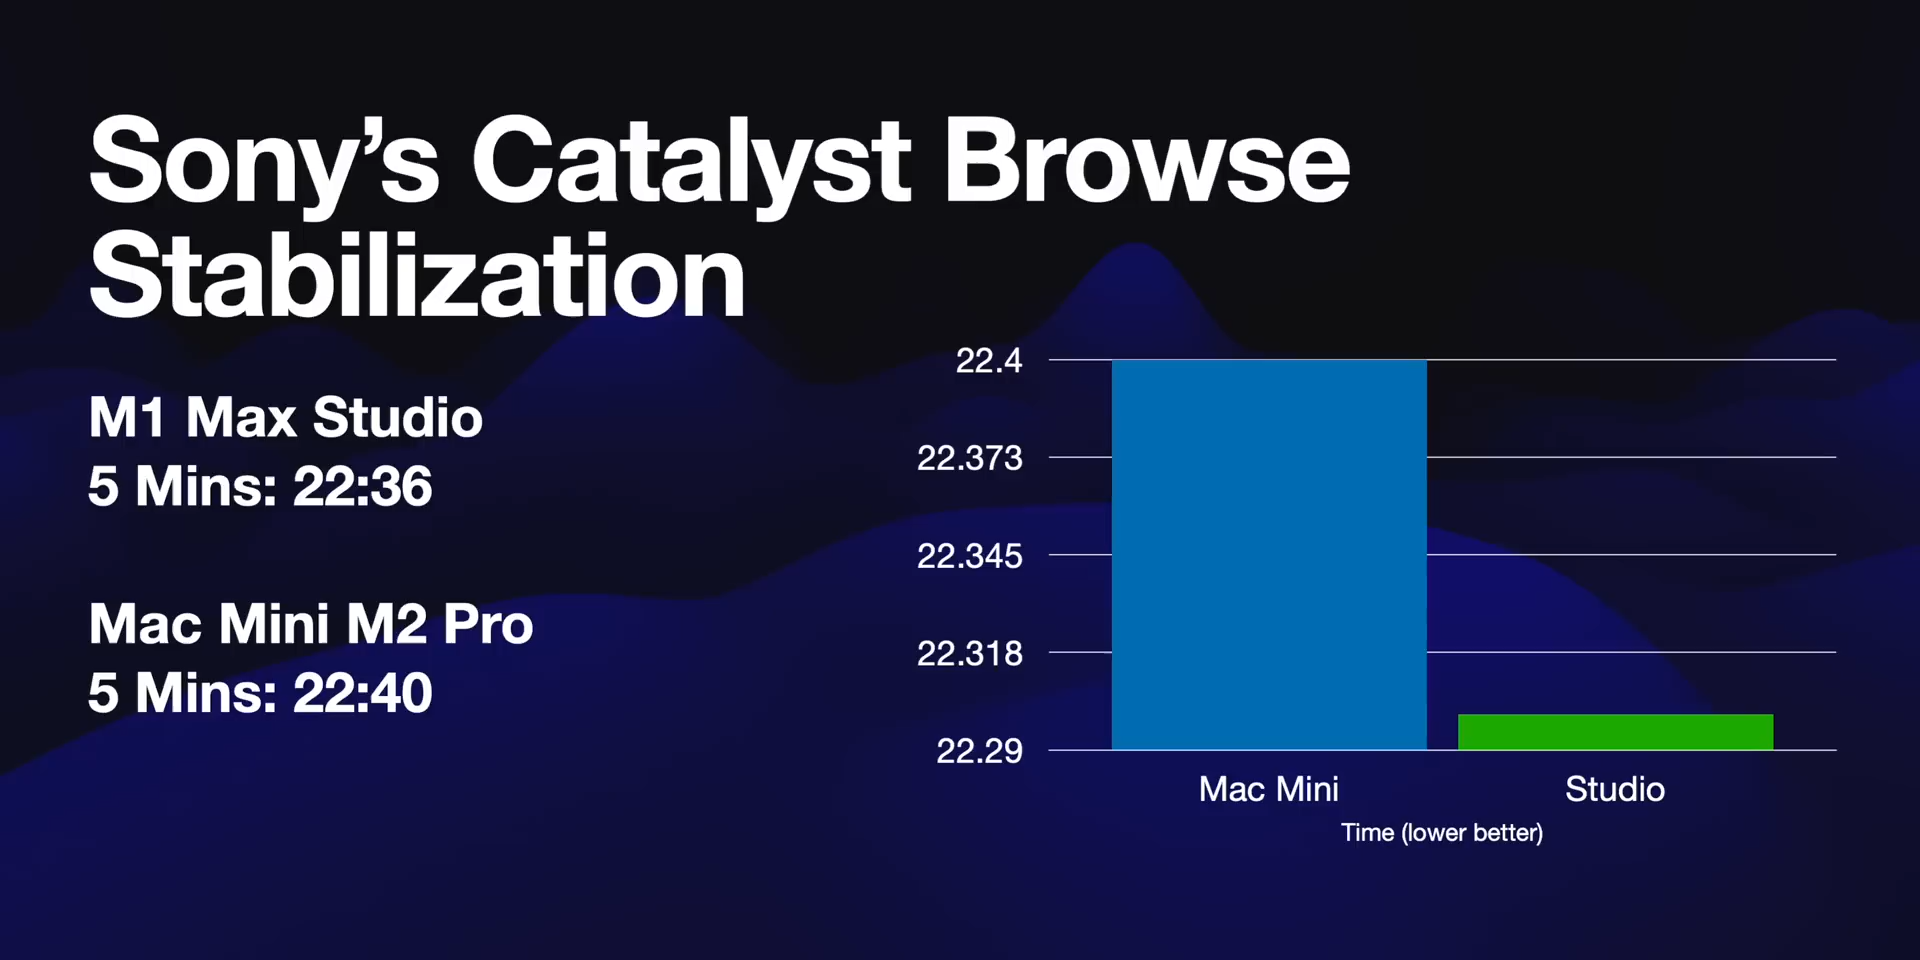 Sony’s Catalyst Browse
Stabilization
M1 Max Studio
5 Mins: 22:36
Mac Mini M2 Pro
5 Mins: 22:40
22.4
22.373
22.345
22.318
22.29
Mac Mini
Studio
Time (lower better)